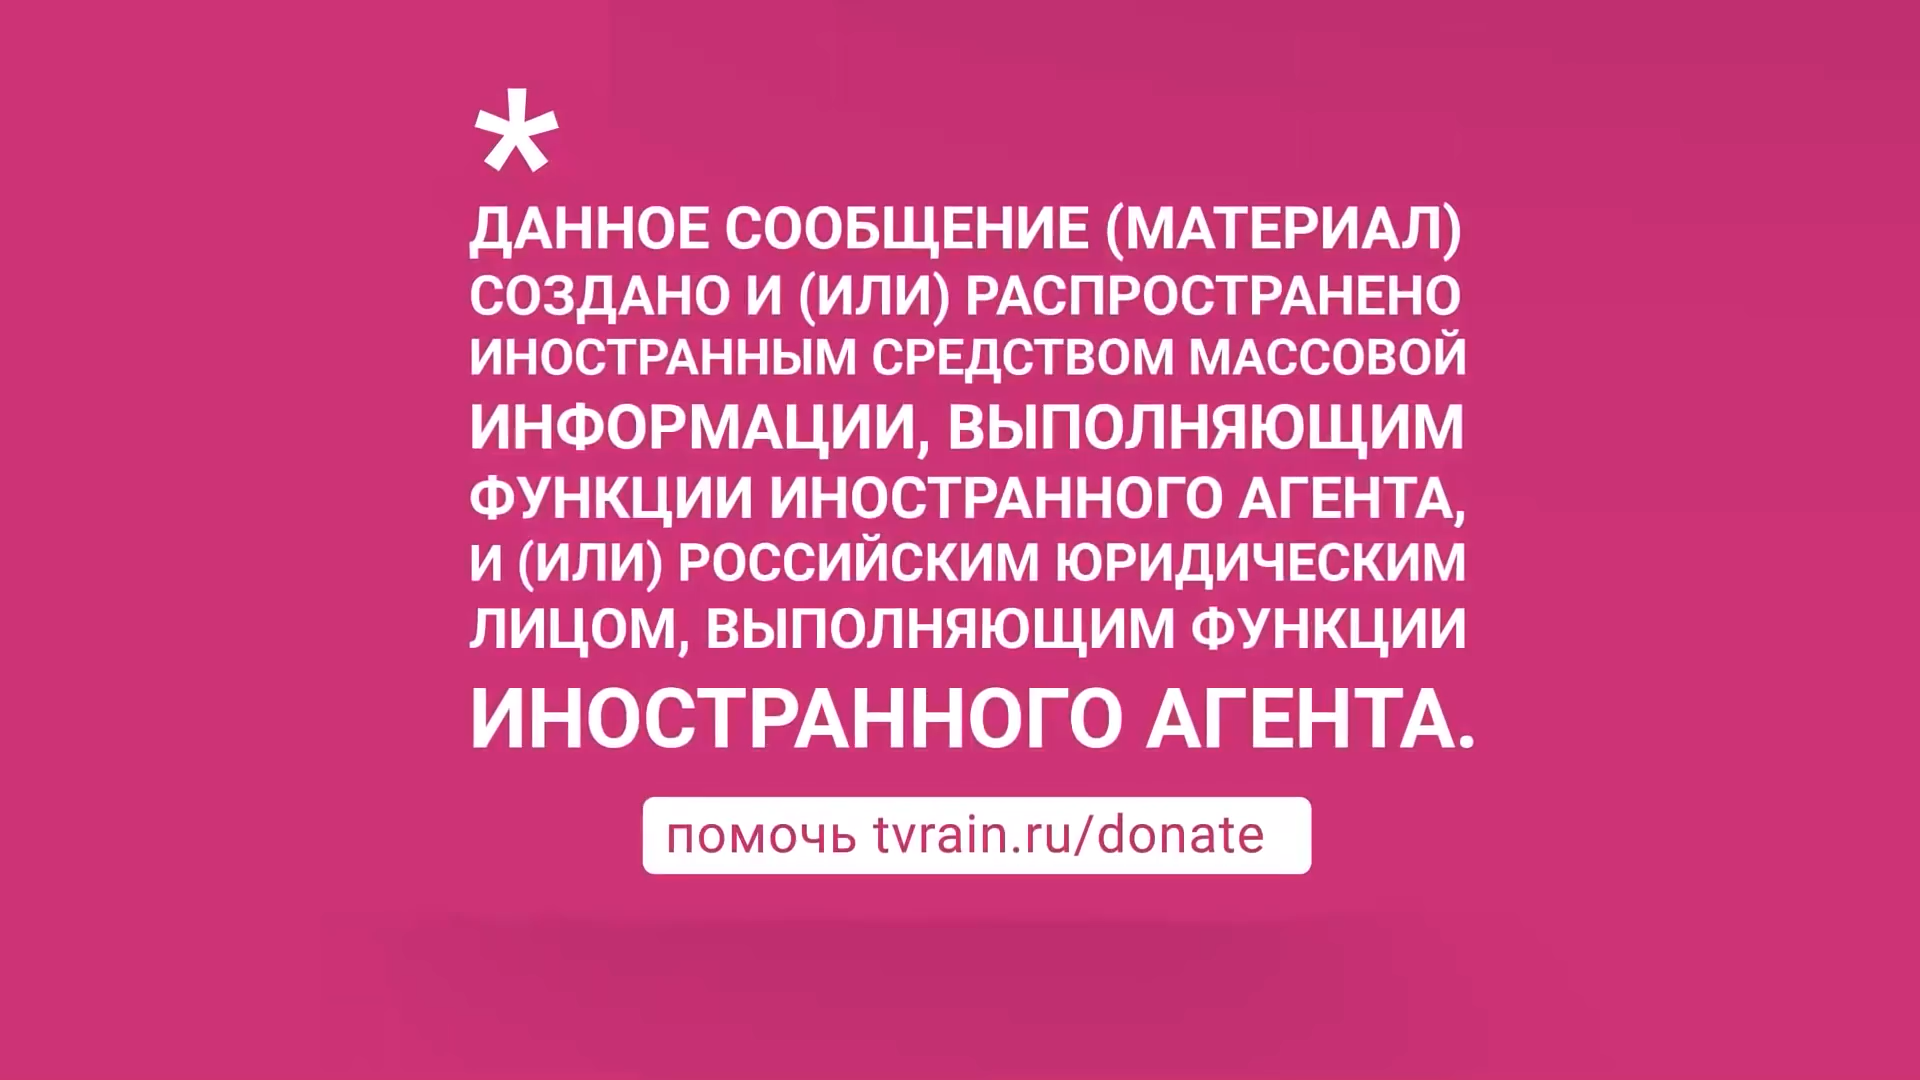 *
ДАННОЕ СООБЩЕНИЕ (МАТЕРИАЛ)
СОЗДАНО И (ИЛИ) РАСПРОСТРАНЕНО
ИНОСТРАННЫМ СРЕДСТВОМ МАССОВОЙ
ИНФОРМАЦИИ, ВЫПОЛНЯЮЩИМ
ФУНКЦИИ ИНОСТРАННОГО АГЕНТА,
И (ИЛИ) РОССИЙСКИМ ЮРИДИЧЕСКИМ
ЛИЦОМ, ВЫПОЛНЯЮЩИМ ФУНКЦИИ
ИНОСТРАННОГО АГЕНТА.
помочь tvrain.ru/donate